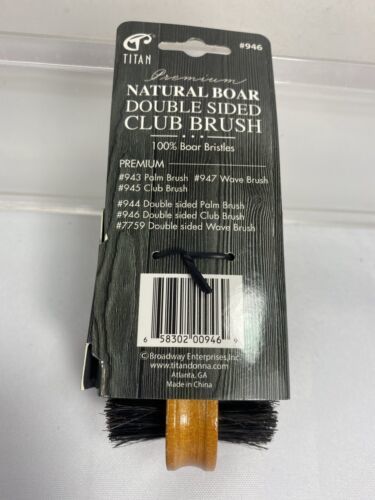 #946
TITAN
Premium
NATURAL BOAR
DOUBLE SIDED
CLUB BRUSH
100% Boar Bristles
PREMIUM
#943 Palm Brush #947 Wave Brush
#945 Club Brush
#944 Double sided Palm Brush
#946 Double sided Club Brush
#7759 Double sided Wave Brush
6 58302 00946 9
© Broadway Enterprises,Inc.
www.titandonna.com
Atlanta, GA
Made in China